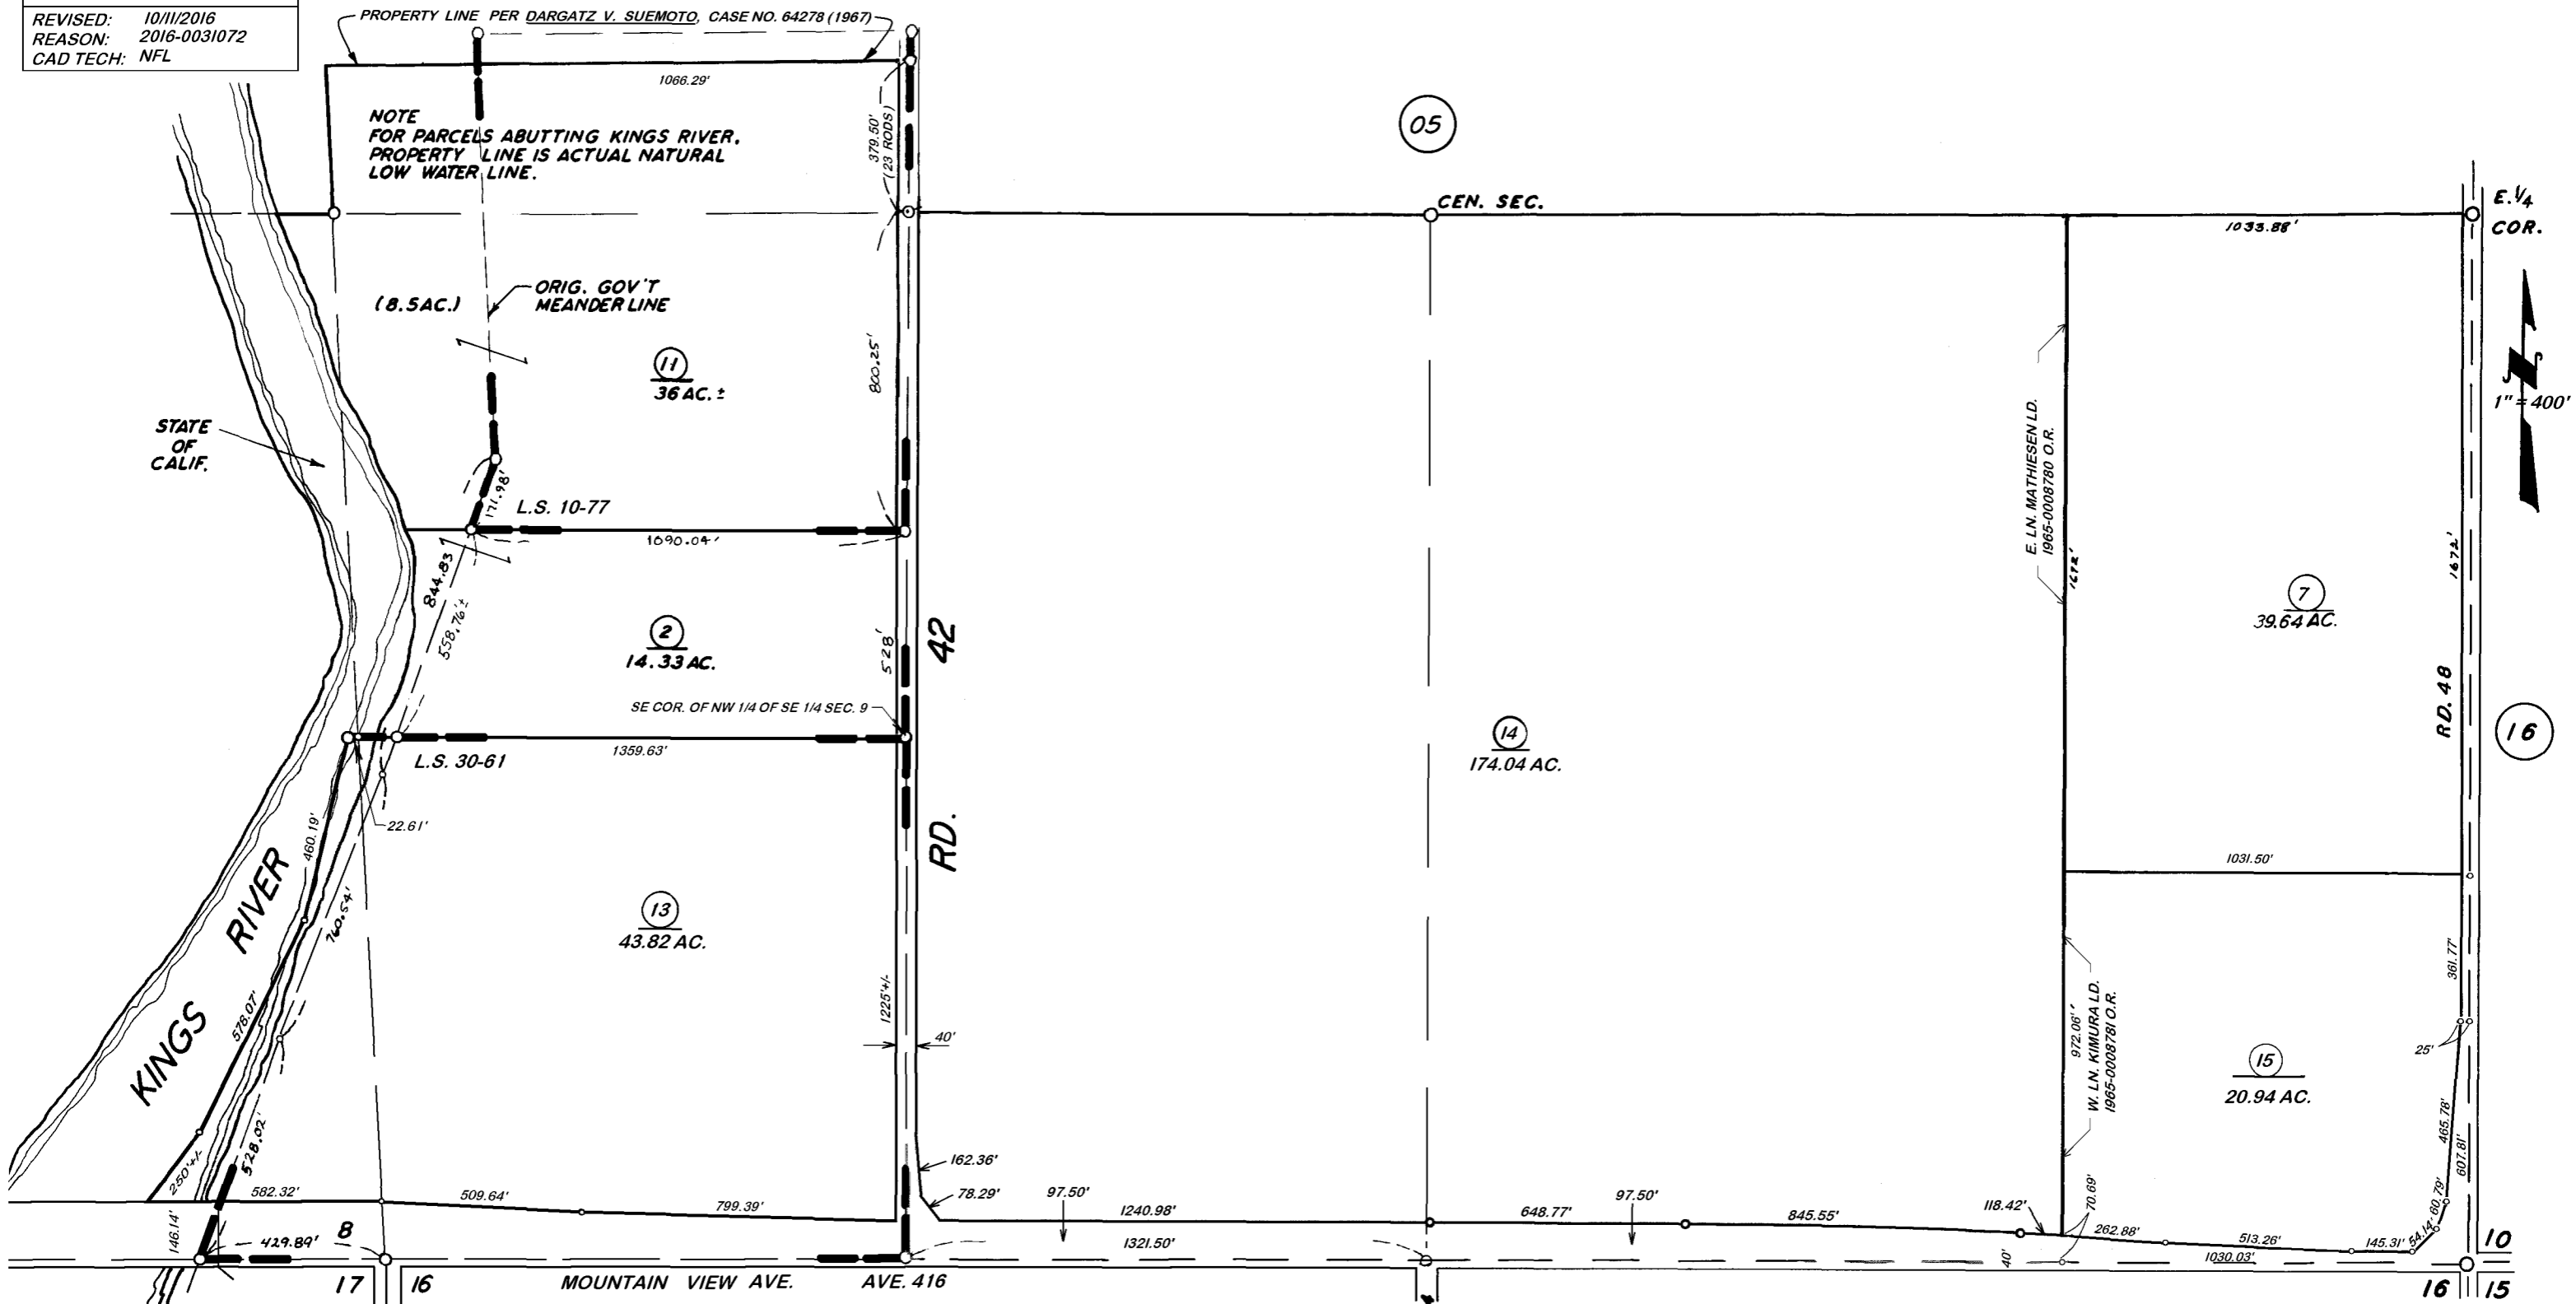 REVISED: 10/11/2016
REASON: 2016-0031072
CAD TECH: NFL
PROPERTY LINE PER DARGATZ V. SUEMOTO, CASE NO. 64278 (1967)
1066.29'
NOTE
FOR PARCELS ABUTTING KINGS RIVER,
PROPERTY LINE IS ACTUAL NATURAL
LOW WATER LINE.
379.50'
(23 RODS)
05
CEN. SEC.
E. 1/4
COR.
1033.88'
(8.5AC.)
ORIG. GOV'T
MEANDER LINE
11
36 AC. ±
800.25'
1" = 400'
STATE
OF
CALIF.
E. LN. MATHIESEN LD.
1965-0008780 O.R.
171.98'
L.S. 10-77
1090.04'
1672'
1672'
844.83
558.76'±
2
14.33 AC.
528'
RD. 42
7
39.64 AC.
SE COR. OF NW 1/4 OF SE 1/4 SEC. 9
RD. 48
16
1359.63'
L.S. 30-61
14
174.04 AC.
22.61'
460.19'
KINGS RIVER
760.54'
13
43.82 AC.
1031.50'
578.07'
1225'+/-
40'
361.77'
25'
972.06'
W. LN. KIMURA LD.
1965-0008781 O.R.
15
20.94 AC.
250'+/-
528.02'
162.36'
78.29'
465.78'
607.81'
60.79'
54.14'
582.32'
509.64'
799.39'
97.50'
1240.98'
648.77'
97.50'
845.55'
118.42'
70.69'
262.88'
513.26'
145.31'
146.14'
429.89'
8
1321.50'
40'
1030.03'
10
17
16
MOUNTAIN VIEW AVE.
AVE. 416
16
15